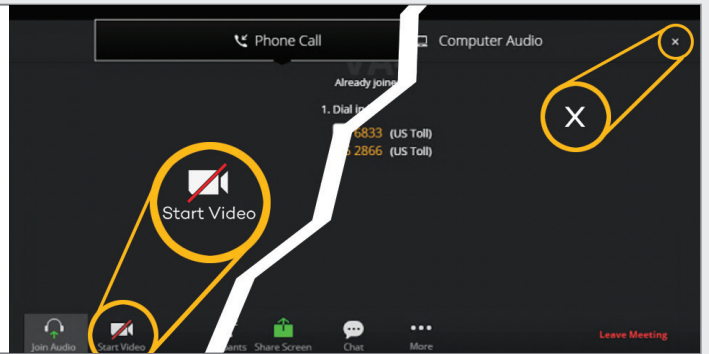 Phone Call
Computer Audio
x
Already joine
1. Dial in
6833 (US Toll)
2866 (US Toll)
X
Start Video
Join Audio
Start Video
ants
Share Screen
Chat
More
Leave Meeting